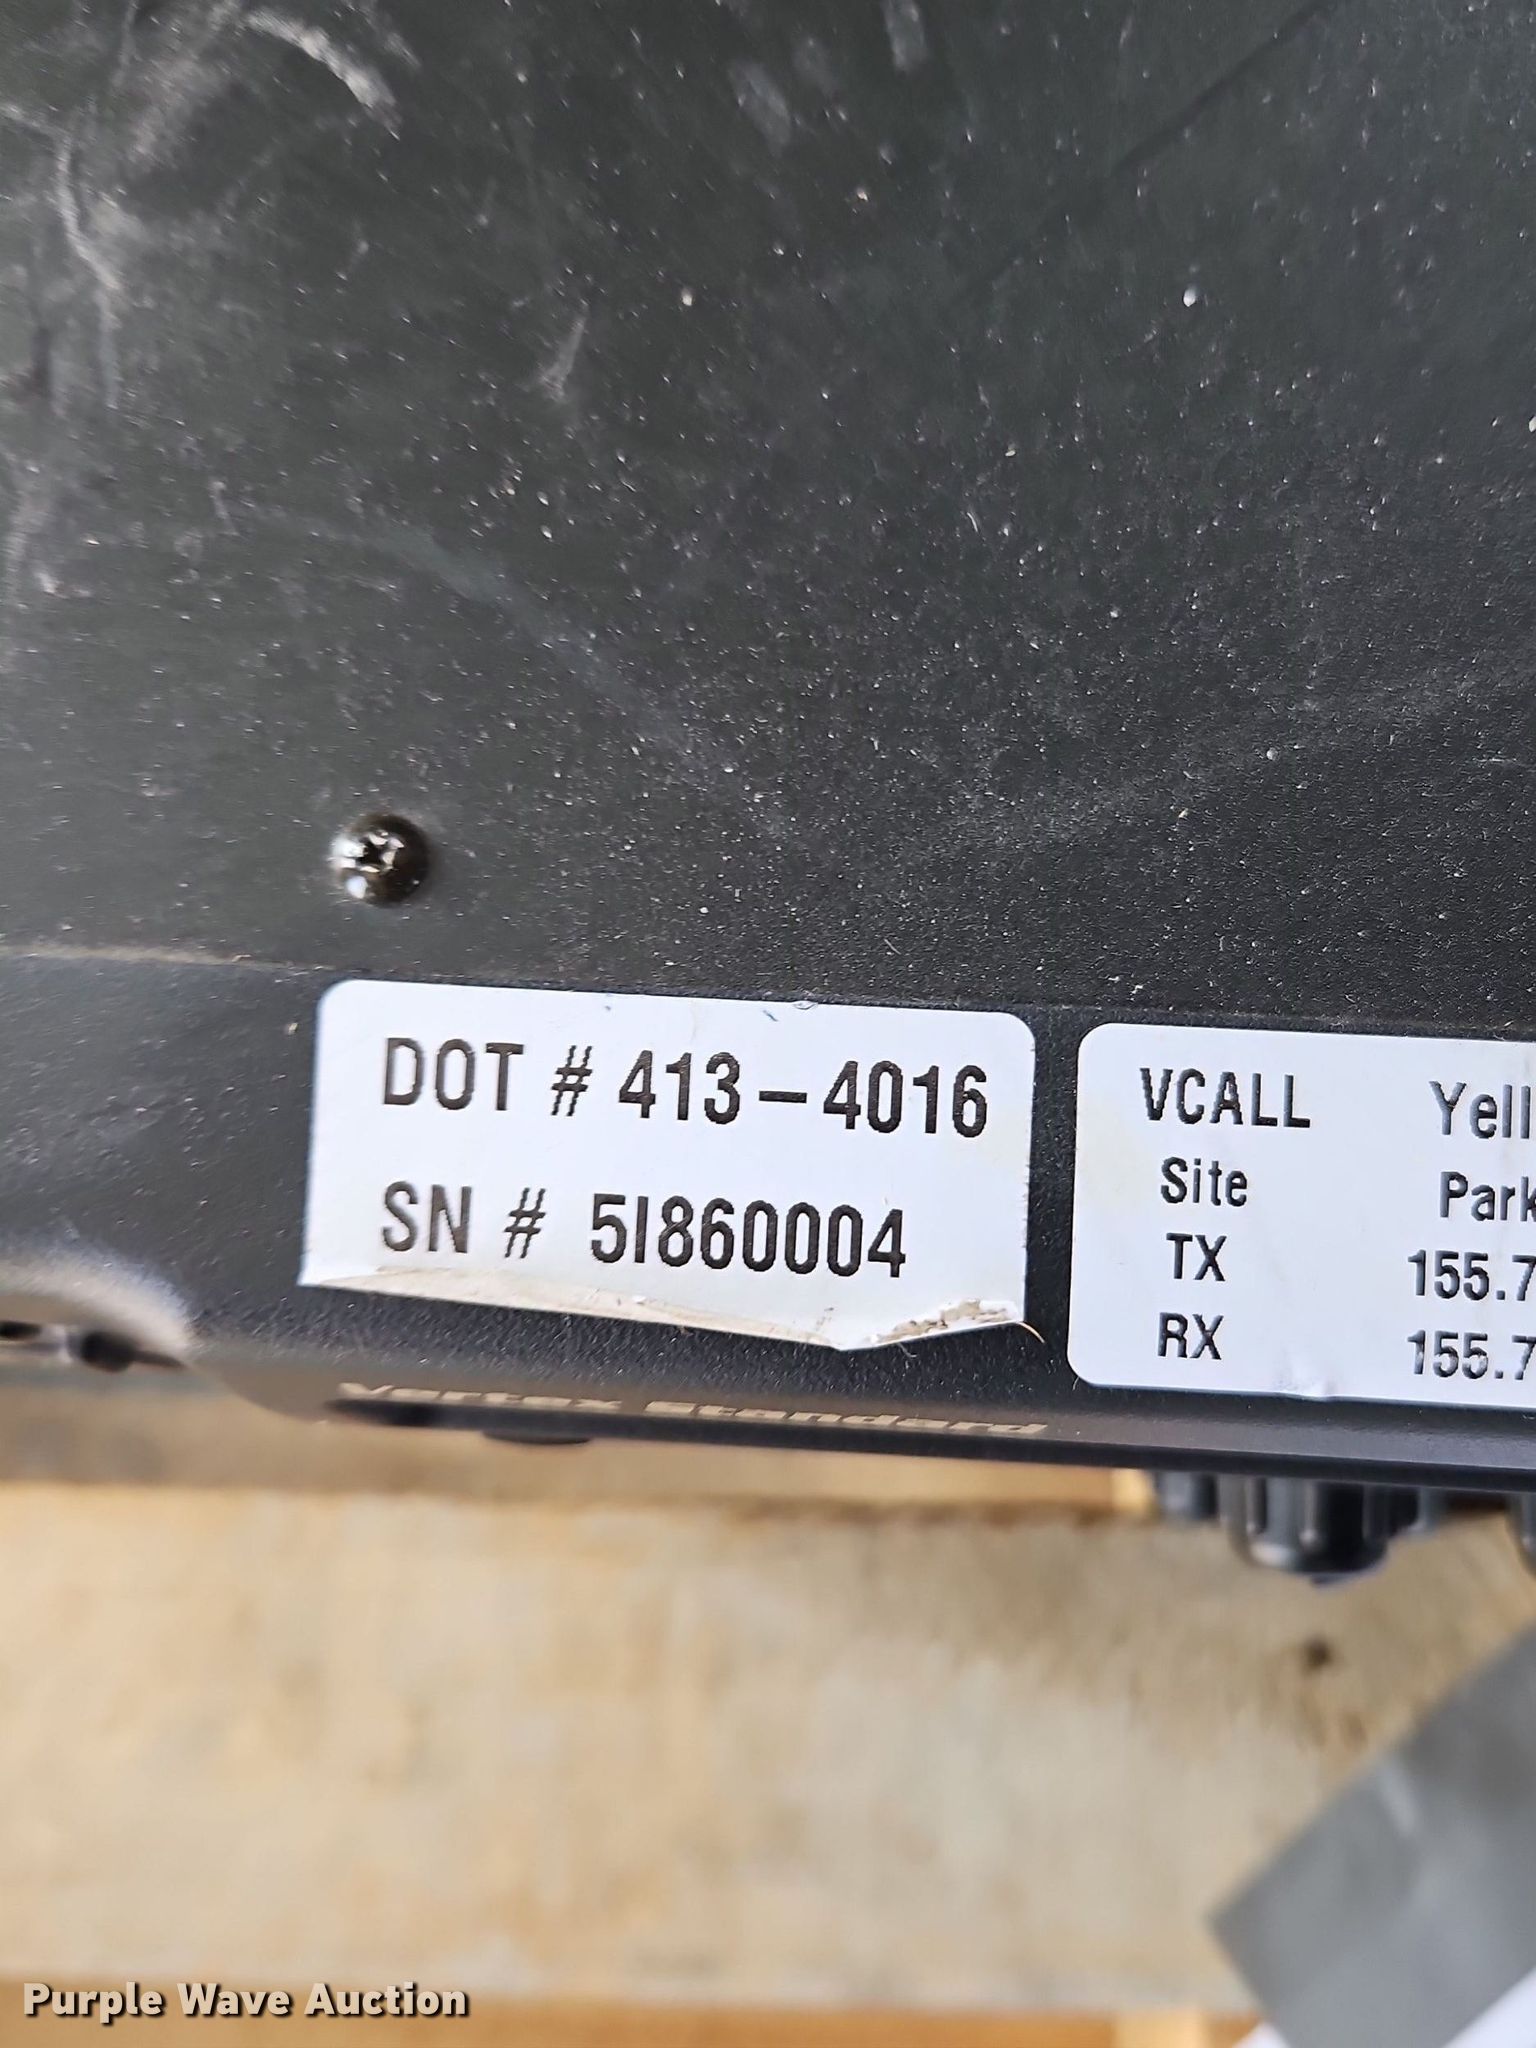 DOT # 413-4016
SN # 5I860004
VCALL Yell
Site Park
TX 155.7
RX 155.7
Vertex Standard
Purple Wave Auction